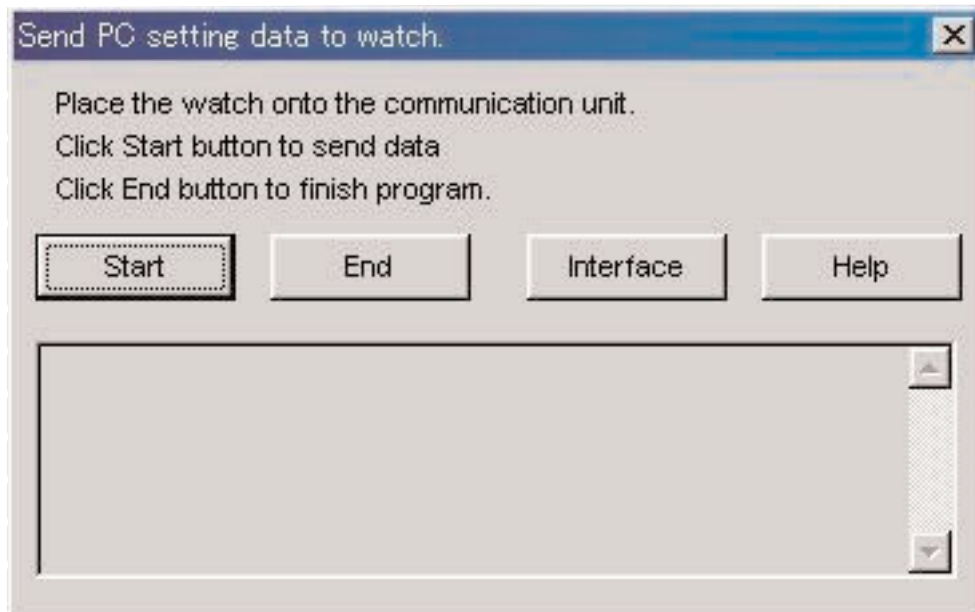 Send PC setting data to watch.
Place the watch onto the communication unit.
Click Start button to send data
Click End button to finish program.
Start End Interface Help